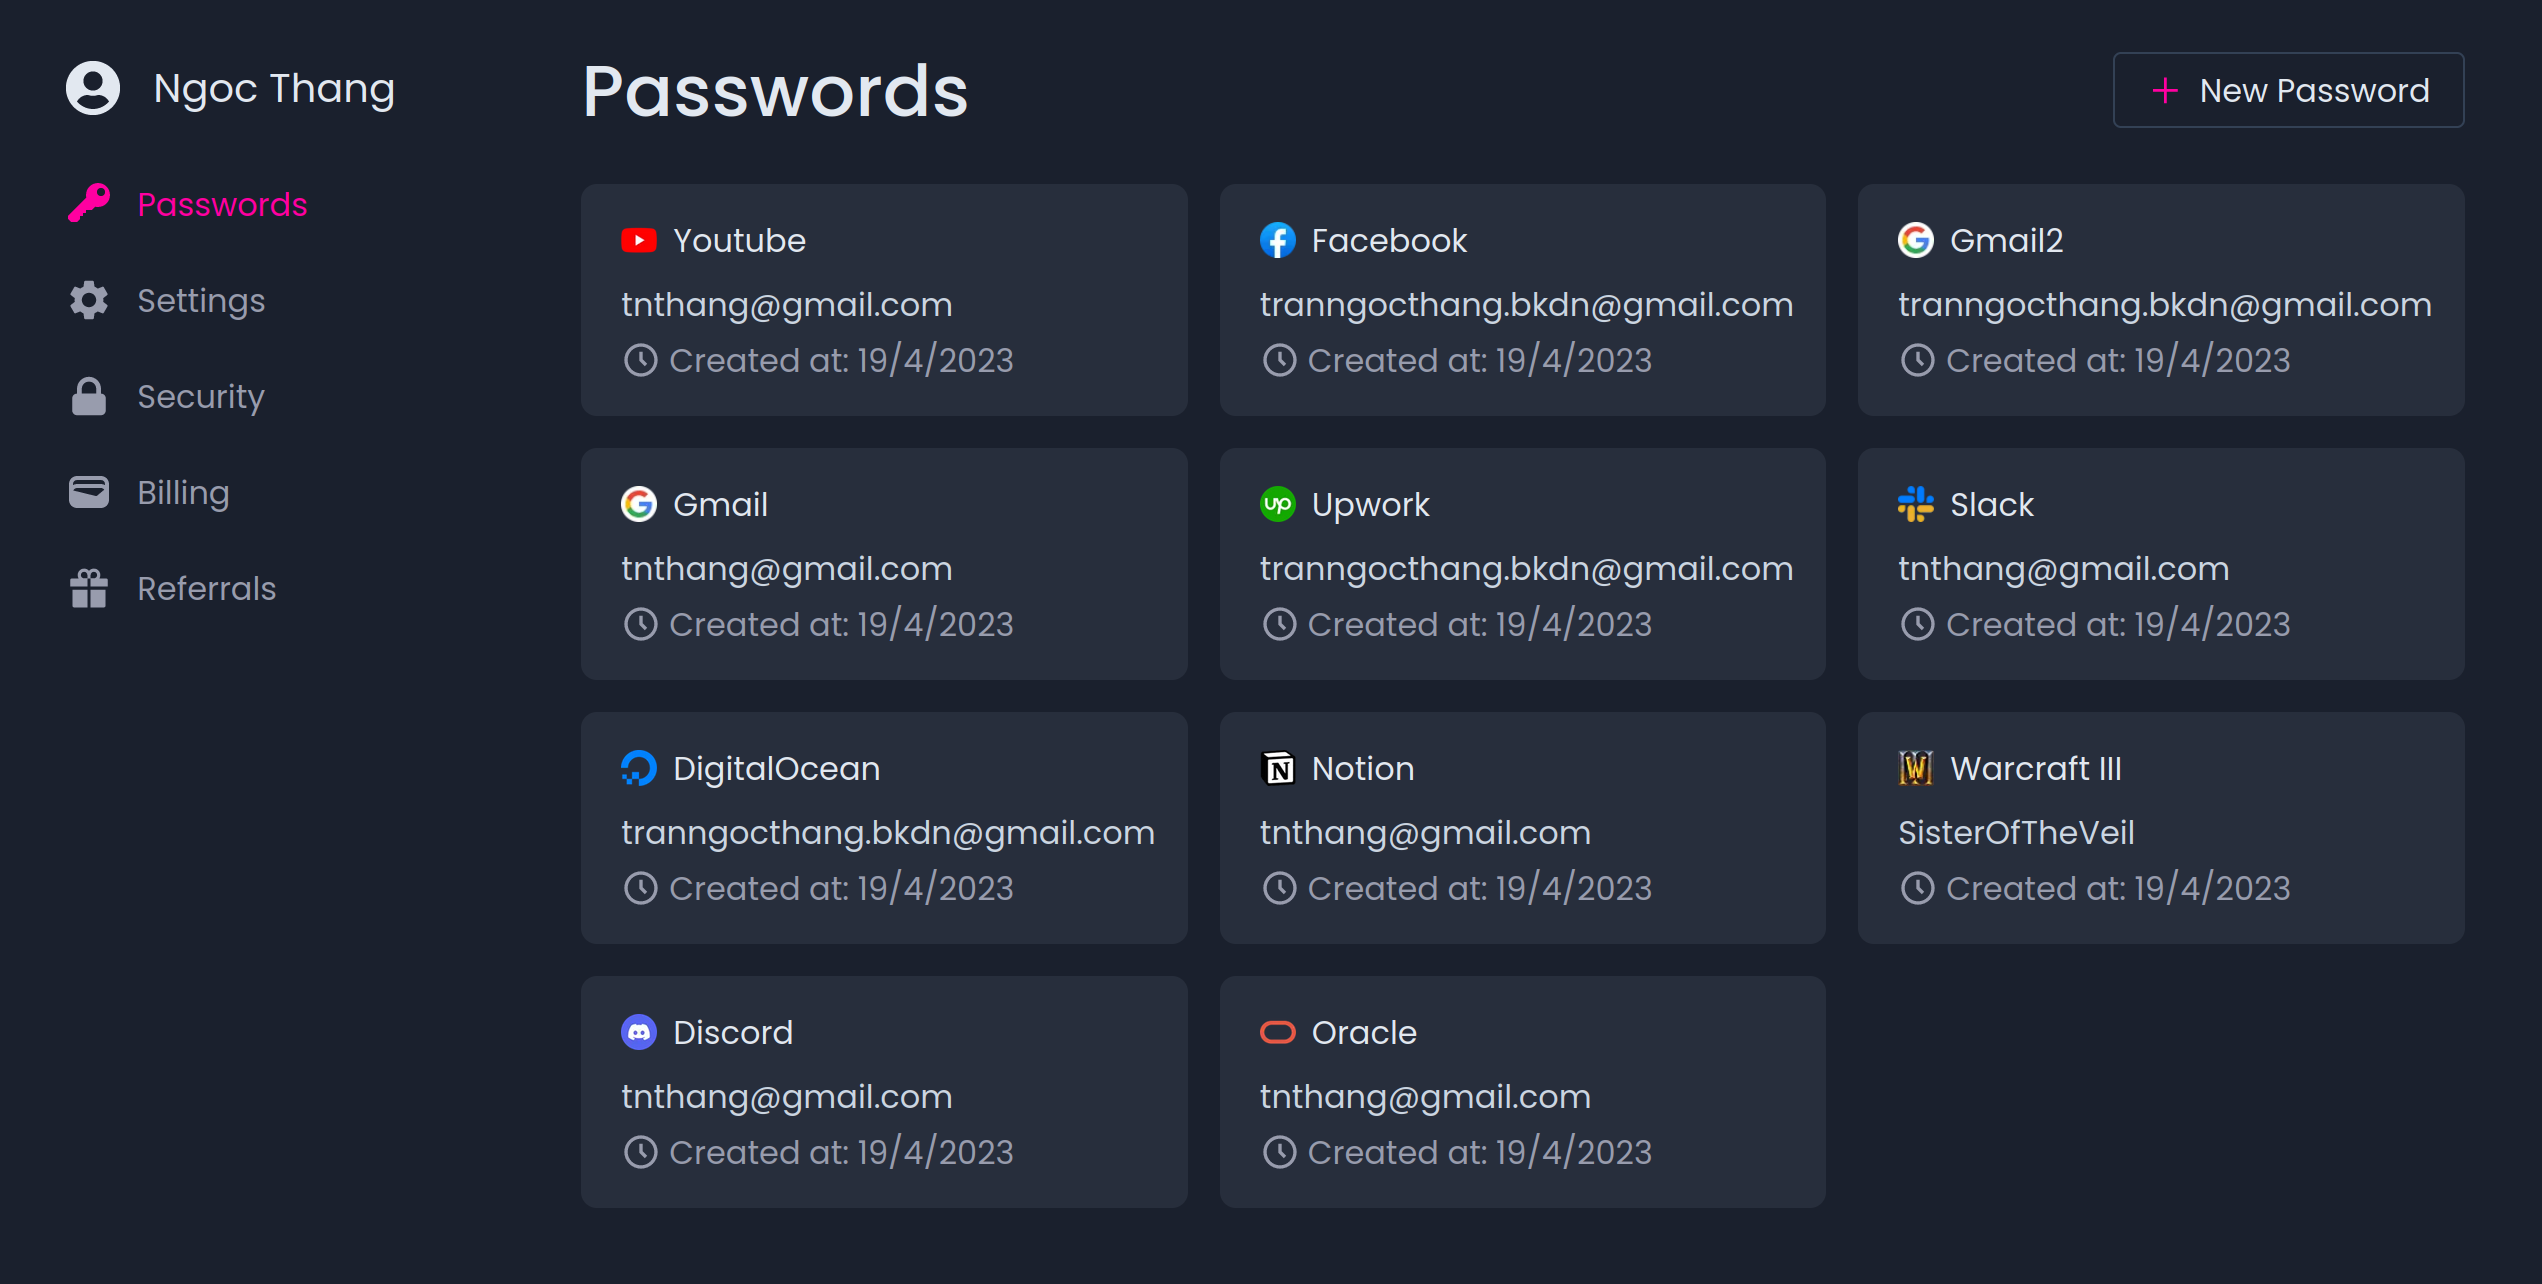 Ngoc Thang
Passwords
Settings
Security
Billing
Referrals
Passwords
New Password
Youtube
tnthang@gmail.com
Created at: 19/4/2023
Facebook
tranngocthang.bkdn@gmail.com
Created at: 19/4/2023
Gmail2
tranngocthang.bkdn@gmail.com
Created at: 19/4/2023
Gmail
tnthang@gmail.com
Created at: 19/4/2023
up Upwork
tranngocthang.bkdn@gmail.com
Created at: 19/4/2023
Slack
tnthang@gmail.com
Created at: 19/4/2023
DigitalOcean
tranngocthang.bkdn@gmail.com
Created at: 19/4/2023
N Notion
tnthang@gmail.com
Created at: 19/4/2023
W Warcraft III
SisterOfTheVeil
Created at: 19/4/2023
Discord
tnthang@gmail.com
Created at: 19/4/2023
Oracle
tnthang@gmail.com
Created at: 19/4/2023